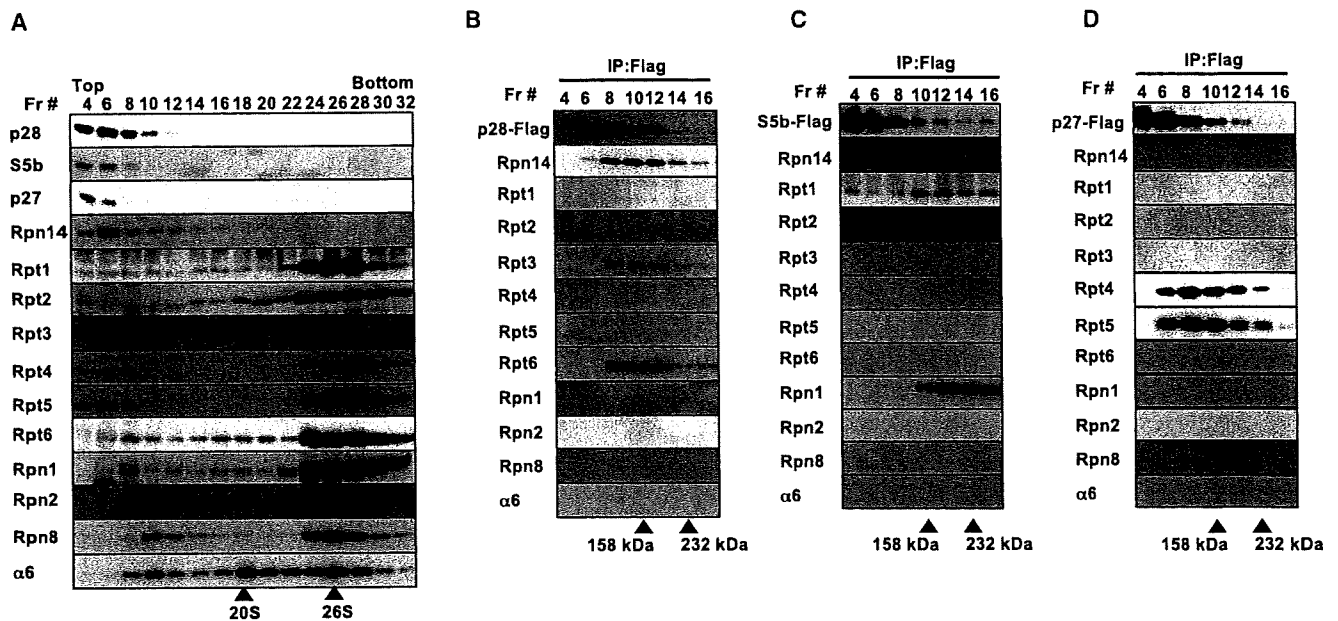 A
Top Bottom
Fr # 4 6 8 10 12 14 16 18 20 22 24 26 28 30 32
p28
S5b
p27
Rpn14
Rpt1
Rpt2
Rpt3
Rpt4
Rpt5
Rpt6
Rpn1
Rpn2
Rpn8
α6
20S 26S
B
IP:Flag
Fr # 4 6 8 10 12 14 16
p28-Flag
Rpn14
Rpt1
Rpt2
Rpt3
Rpt4
Rpt5
Rpt6
Rpn1
Rpn2
Rpn8
α6
158 kDa 232 kDa
C
IP:Flag
Fr # 4 6 8 10 12 14 16
S5b-Flag
Rpn14
Rpt1
Rpt2
Rpt3
Rpt4
Rpt5
Rpt6
Rpn1
Rpn2
Rpn8
α6
158 kDa 232 kDa
D
IP:Flag
Fr # 4 6 8 10 12 14 16
p27-Flag
Rpn14
Rpt1
Rpt2
Rpt3
Rpt4
Rpt5
Rpt6
Rpn1
Rpn2
Rpn8
α6
158 kDa 232 kDa